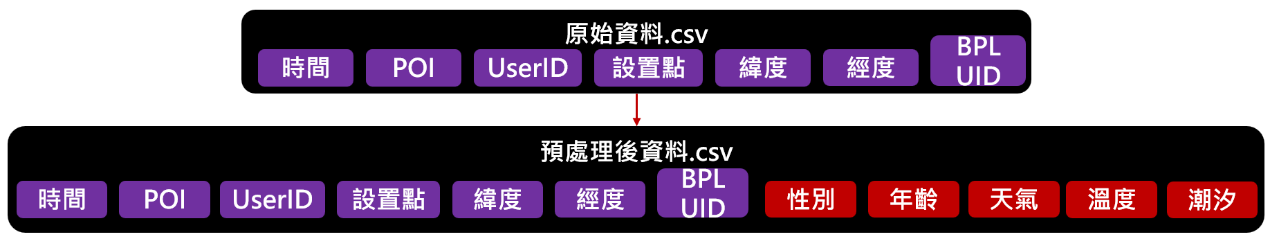 原始資料.csv
時間 POI UserID 設置點 緯度 經度 BPL UID
預處理後資料.csv
時間 POI UserID 設置點 緯度 經度 BPL UID 性別 年齡 天氣 溫度 潮汐